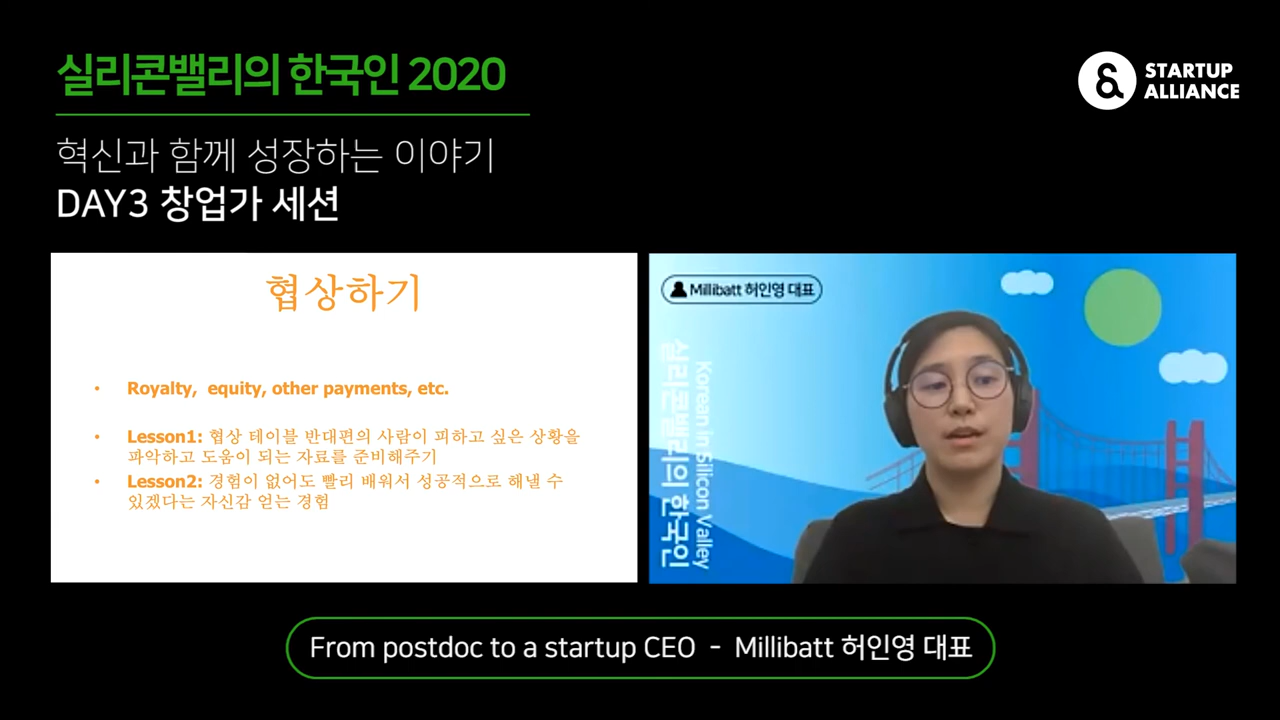 실리콘밸리의 한국인 2020
STARTUP
ALLIANCE
혁신과 함께 성장하는 이야기
DAY3 창업가 세션
협상하기
• Royalty, equity, other payments, etc.
• Lesson1: 협상 테이블 반대편의 사람이 피하고 싶은 상황을
파악하고 도움이 되는 자료를 준비해주기
• Lesson2: 경험이 없어도 빨리 배워서 성공적으로 해낼 수
있겠다는 자신감 얻는 경험
Millibatt 허인영 대표
Korean in Silicon Valley
실리콘밸리의 한국인
From postdoc to a startup CEO - Millibatt 허인영 대표